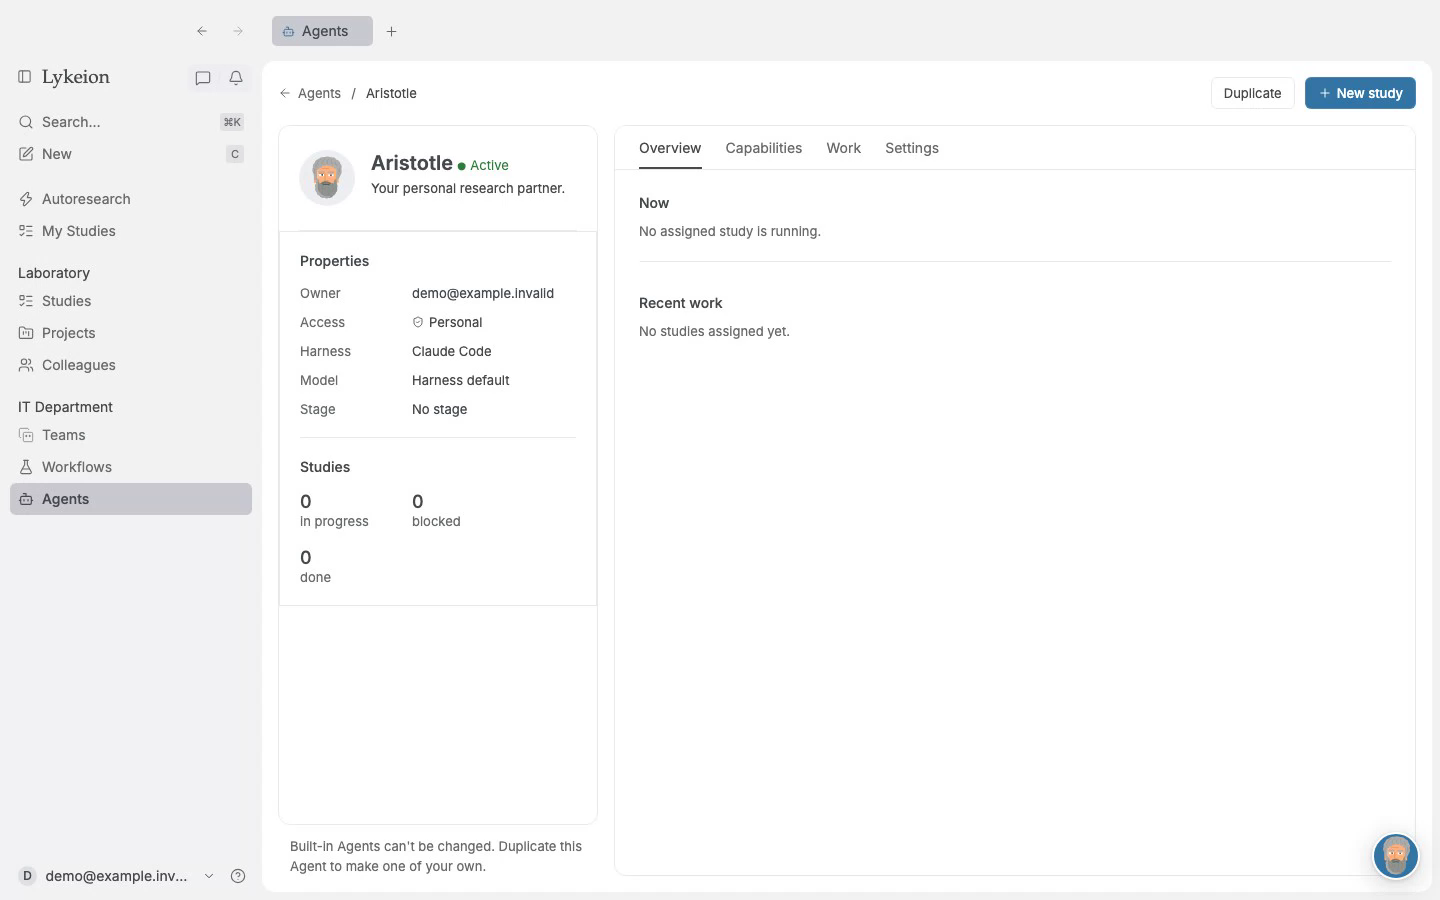 Agents
Lykeion
Search...
⌘K
New
C
Autoresearch
My Studies
Laboratory
Studies
Projects
Colleagues
IT Department
Teams
Workflows
Agents
D
demo@example.inv...
Agents / Aristotle
Duplicate
New study
Aristotle
Active
Your personal research partner.
Properties
Owner demo@example.invalid
Access Personal
Harness Claude Code
Model Harness default
Stage No stage
Studies
0 0
in progress blocked
0
done
Built-in Agents can't be changed. Duplicate this
Agent to make one of your own.
Overview Capabilities Work Settings
Now
No assigned study is running.
Recent work
No studies assigned yet.